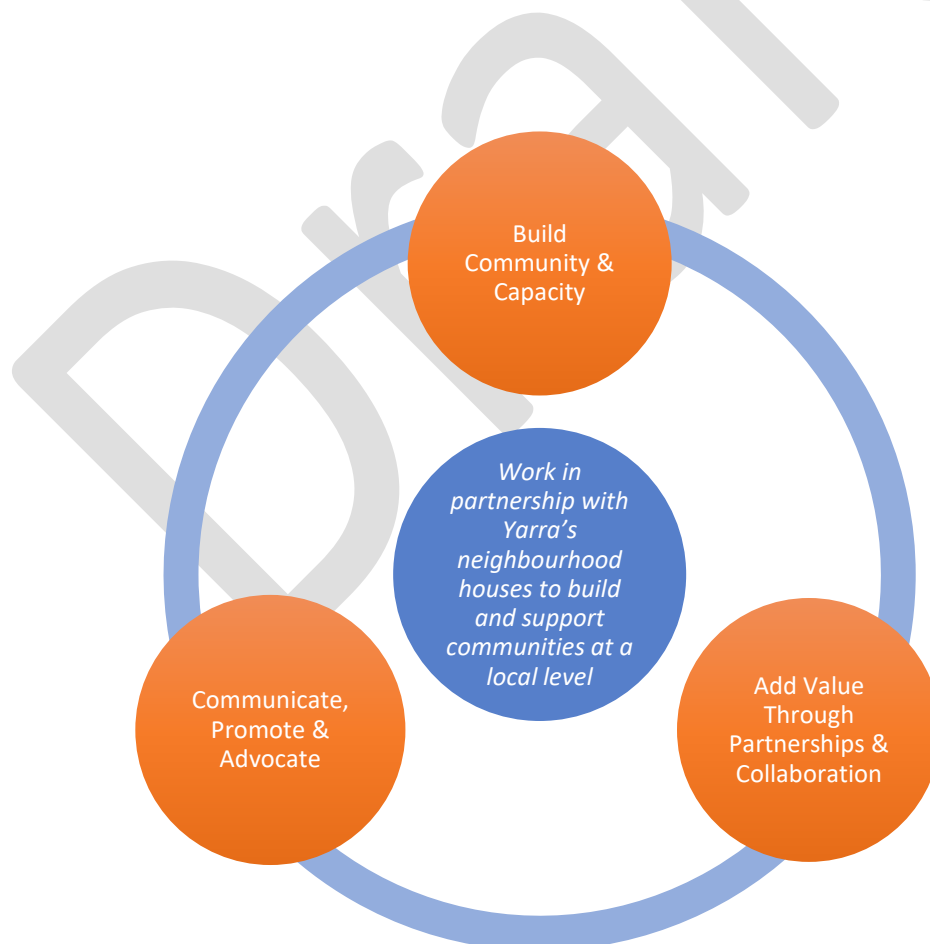 Draft
Build
Community &
Capacity
Work in
partnership with
Yarra’s
neighbourhood
houses to build
and support
communities at a
local level
Communicate,
Promote &
Advocate
Add Value
Through
Partnerships &
Collaboration